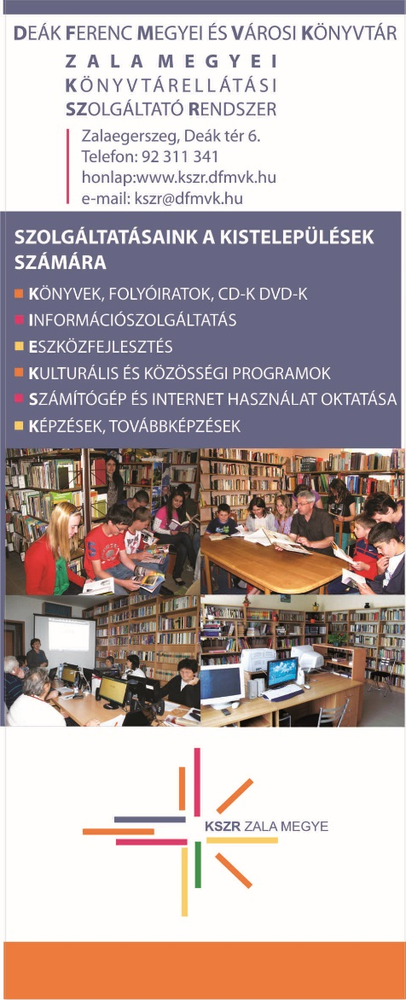 DEÁK FERENC MEGYEI ÉS VÁROSI KÖNYVTÁR
ZALA MEGYEI
KÖNYVTÁRELLÁTÁSI
SZOLGÁLTATÓ RENDSZER
Zalaegerszeg, Deák tér 6.
Telefon: 92 311 341
honlap:www.kszr.dfmvk.hu
e-mail: kszr@dfmvk.hu
SZOLGÁLTATÁSAINK A KISTELEPÜLÉSEK
SZÁMÁRA
KÖNYVEK, FOLYÓIRATOK, CD-K DVD-K
INFORMÁCIÓSZOLGÁLTATÁS
ESZKÖZFEJLESZTÉS
KULTURÁLIS ÉS KÖZÖSSÉGI PROGRAMOK
SZÁMÍTÓGÉP ÉS INTERNET HASZNÁLAT OKTATÁSA
KÉPZÉSEK, TOVÁBBKÉPZÉSEK
KSZR ZALA MEGYE